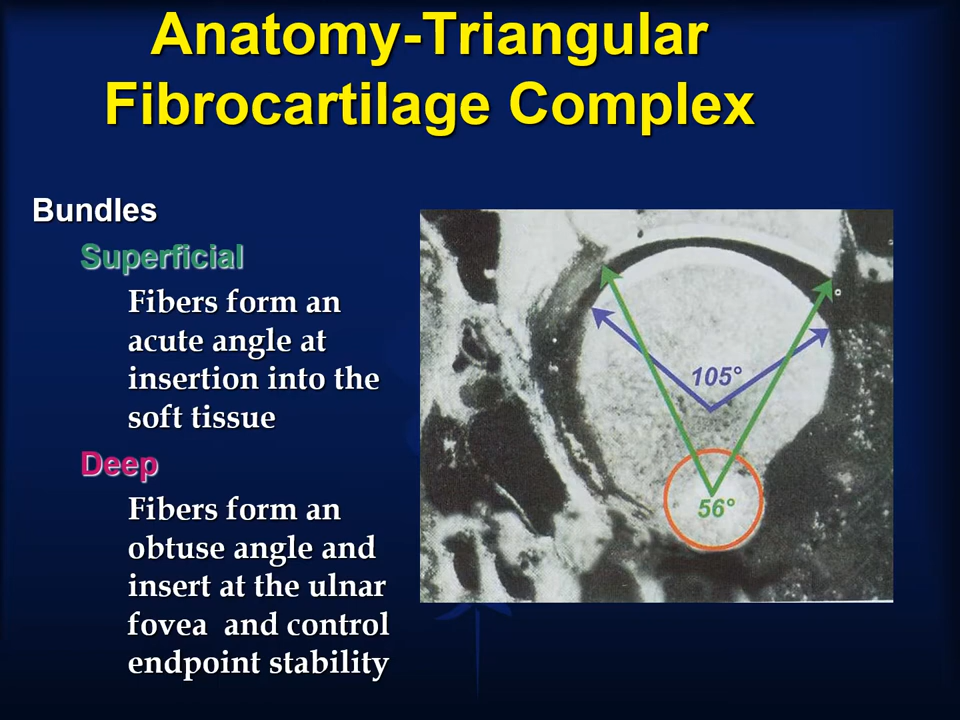 Anatomy-Triangular
Fibrocartilage Complex
Bundles
Superficial
Fibers form an
acute angle at
insertion into the
soft tissue
Deep
Fibers form an
obtuse angle and
insert at the ulnar
fovea and control
endpoint stability
105°
56°